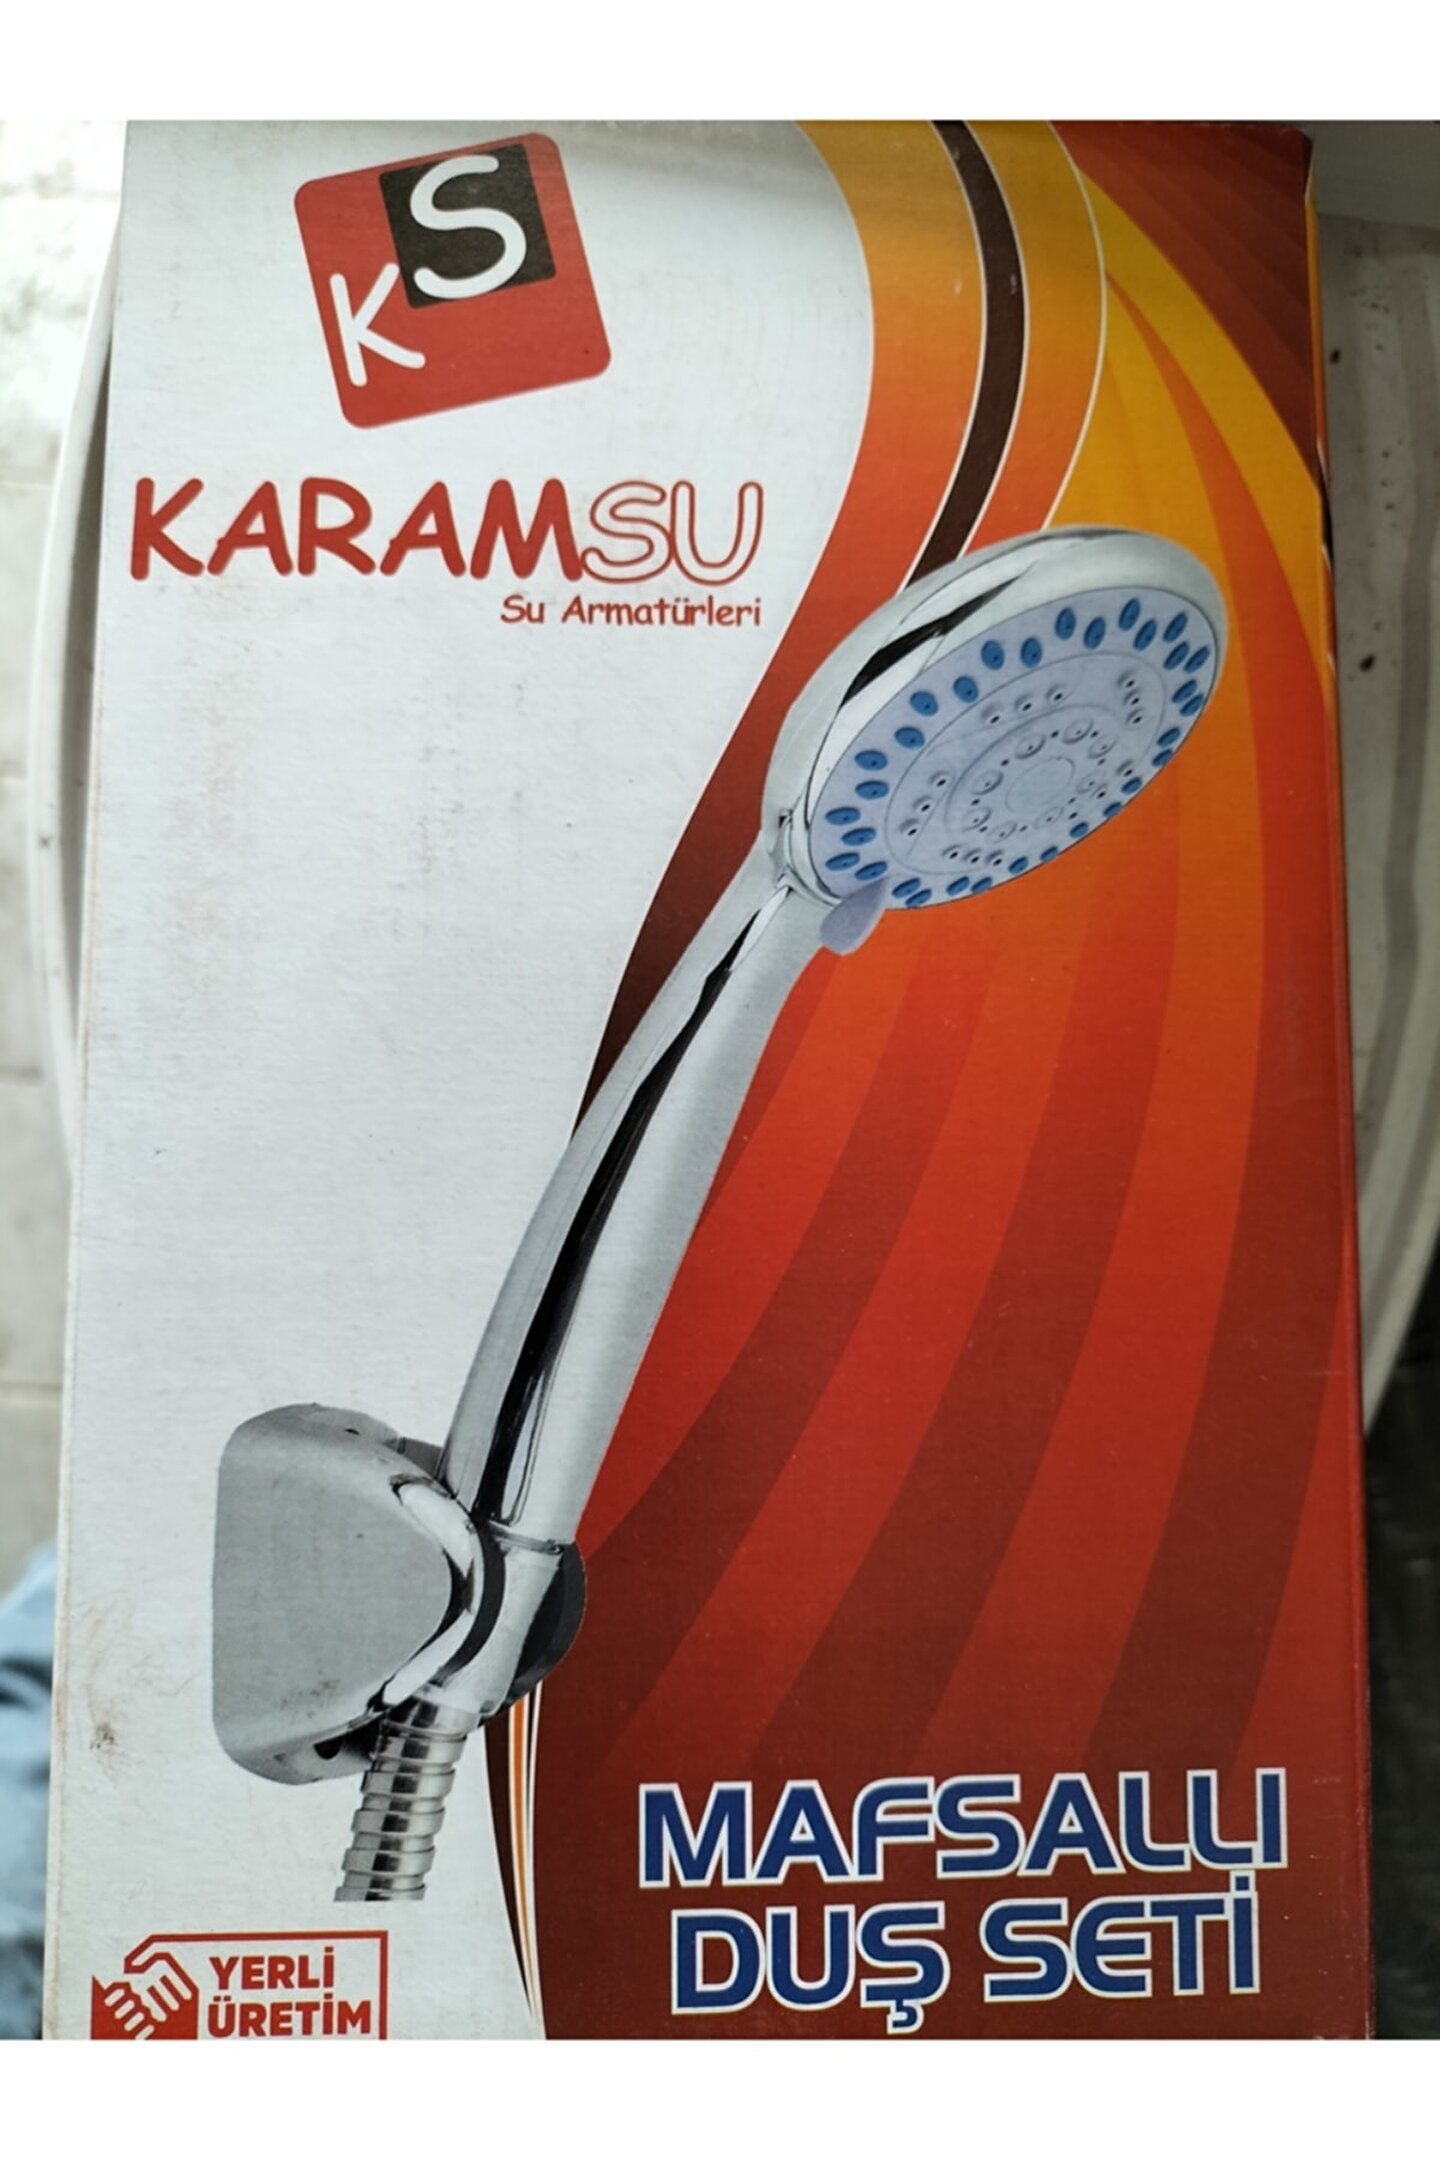 KS
KARAMSU
Su Armatürleri
MAFSALLI
DUŞ SETİ
YERLİ
ÜRETİM